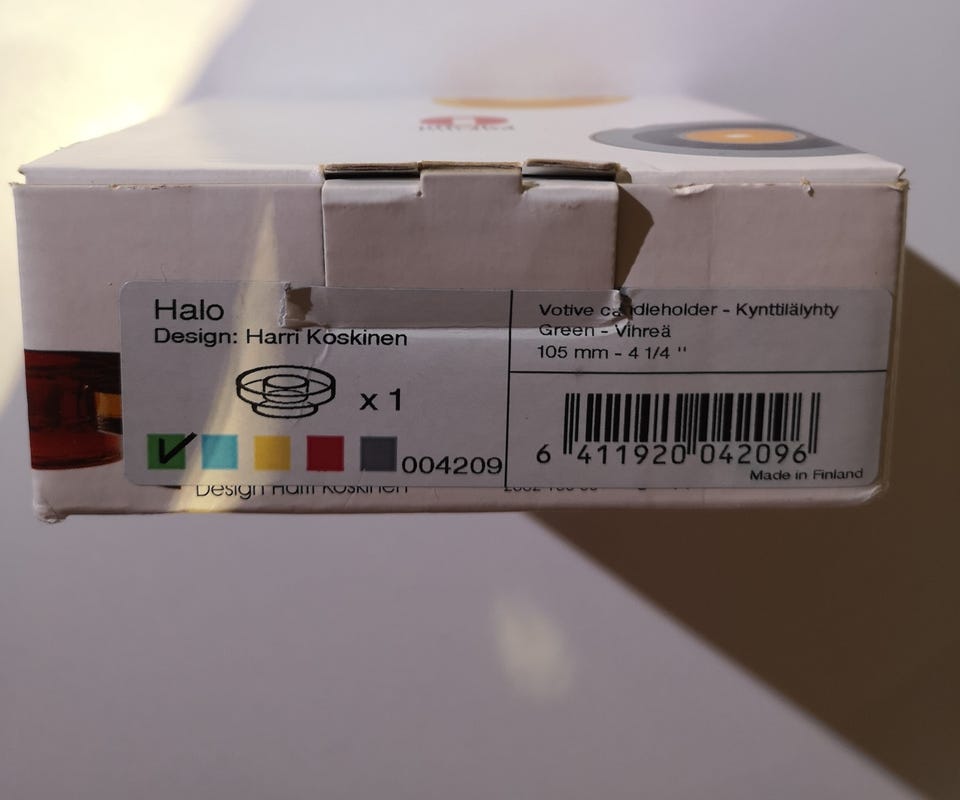 iittala
Halo
Design: Harri Koskinen
x 1
004209
Votive candleholder - Kynttilälyhty
Green - Vihreä
105 mm - 4 1/4 "
6 411920 042096
Made in Finland
Design Harri Koskinen